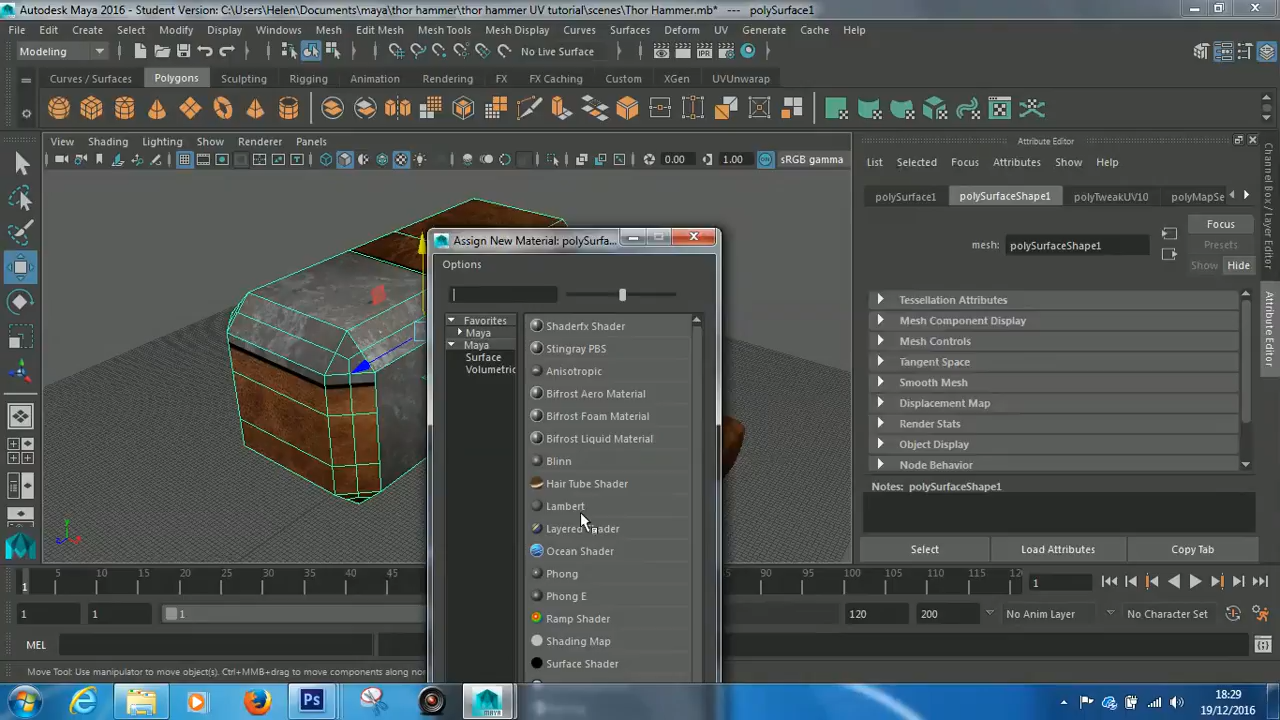 Autodesk Maya 2016 - Student Version: C:\Users\Helen\Documents\maya\thor hammer\thor hammer UV tutorial\scenes\Thor Hammer.mb* --- polySurface1
File Edit Create Select Modify Display Windows Mesh Edit Mesh Mesh Tools Mesh Display Curves Surfaces Deform UV Generate Cache Help
Modeling No Live Surface
Curves / Surfaces Polygons Sculpting Rigging Animation Rendering FX FX Caching Custom XGen UVUnwrap
View Shading Lighting Show Renderer Panels
0.00 1.00 ON sRGB gamma
Attribute Editor
List Selected Focus Attributes Show Help
polySurface1 polySurfaceShape1 polyTweakUV10 polyMapSe
Focus
Presets
mesh: polySurfaceShape1
Show Hide
Tessellation Attributes
Mesh Component Display
Mesh Controls
Tangent Space
Smooth Mesh
Displacement Map
Render Stats
Object Display
Node Behavior
Notes: polySurfaceShape1
Select Load Attributes Copy Tab
Channel Box / Layer Editor
Attribute Editor
Assign New Material: polySurfa...
Options
Favorites
Maya
Maya
Surface
Volumetric
Shaderfx Shader
Stingray PBS
Anisotropic
Bifrost Aero Material
Bifrost Foam Material
Bifrost Liquid Material
Blinn
Hair Tube Shader
Lambert
Layered Shader
Ocean Shader
Phong
Phong E
Ramp Shader
Shading Map
Surface Shader
y z x
1 5 10 15 20 25 30 35 40 45 90 95 100 105 110 115 12 1
1 1 1 120 200 No Anim Layer No Character Set
MEL
Move Tool: Use manipulator to move object(s). Ctrl+MMB+drag to move components along norm
Ps
MAYA
18:29
19/12/2016